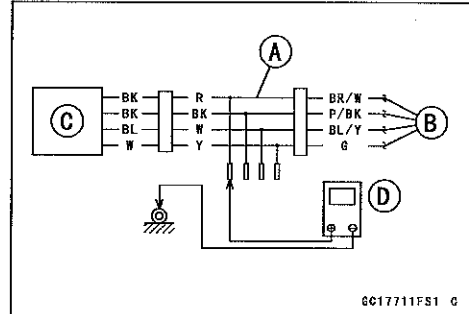 A
BK R BR/W
BK BK P/BK
C B
BL W BL/Y
W Y G
D
GC17711FS1 C